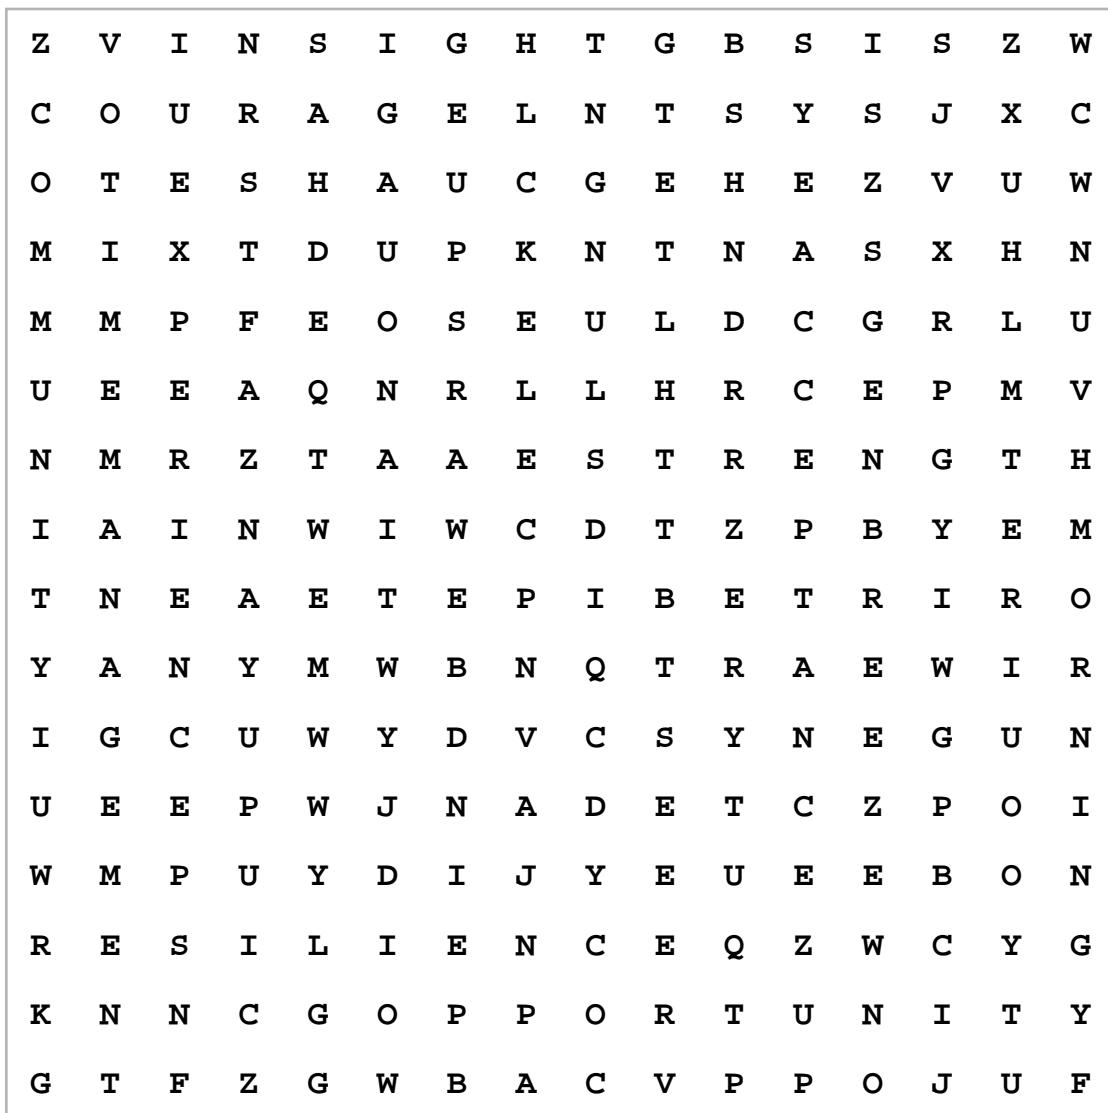 Z V I N S I G H T G B S I S Z W
C O U R A G E L N T S Y S J X C
O T E S H A U C G E H E Z V U W
M I X T D U P K N T N A S X H N
M M P F E O S E U L D C G R L U
U E E A Q N R L L H R C E P M V
N M R Z T A A E S T R E N G T H
I A I N W I W C D T Z P B Y E M
T N E A E T E P I B E T R I R O
Y A N Y M W B N Q T R A E W I R
I G C U W Y D V C S Y N E G U N
U E E P W J N A D E T C Z P O I
W M P U Y D I J Y E U E E B O N
R E S I L I E N C E Q Z W C Y G
K N N C G O P P O R T U N I T Y
G T F Z G W B A C V P P O J U F